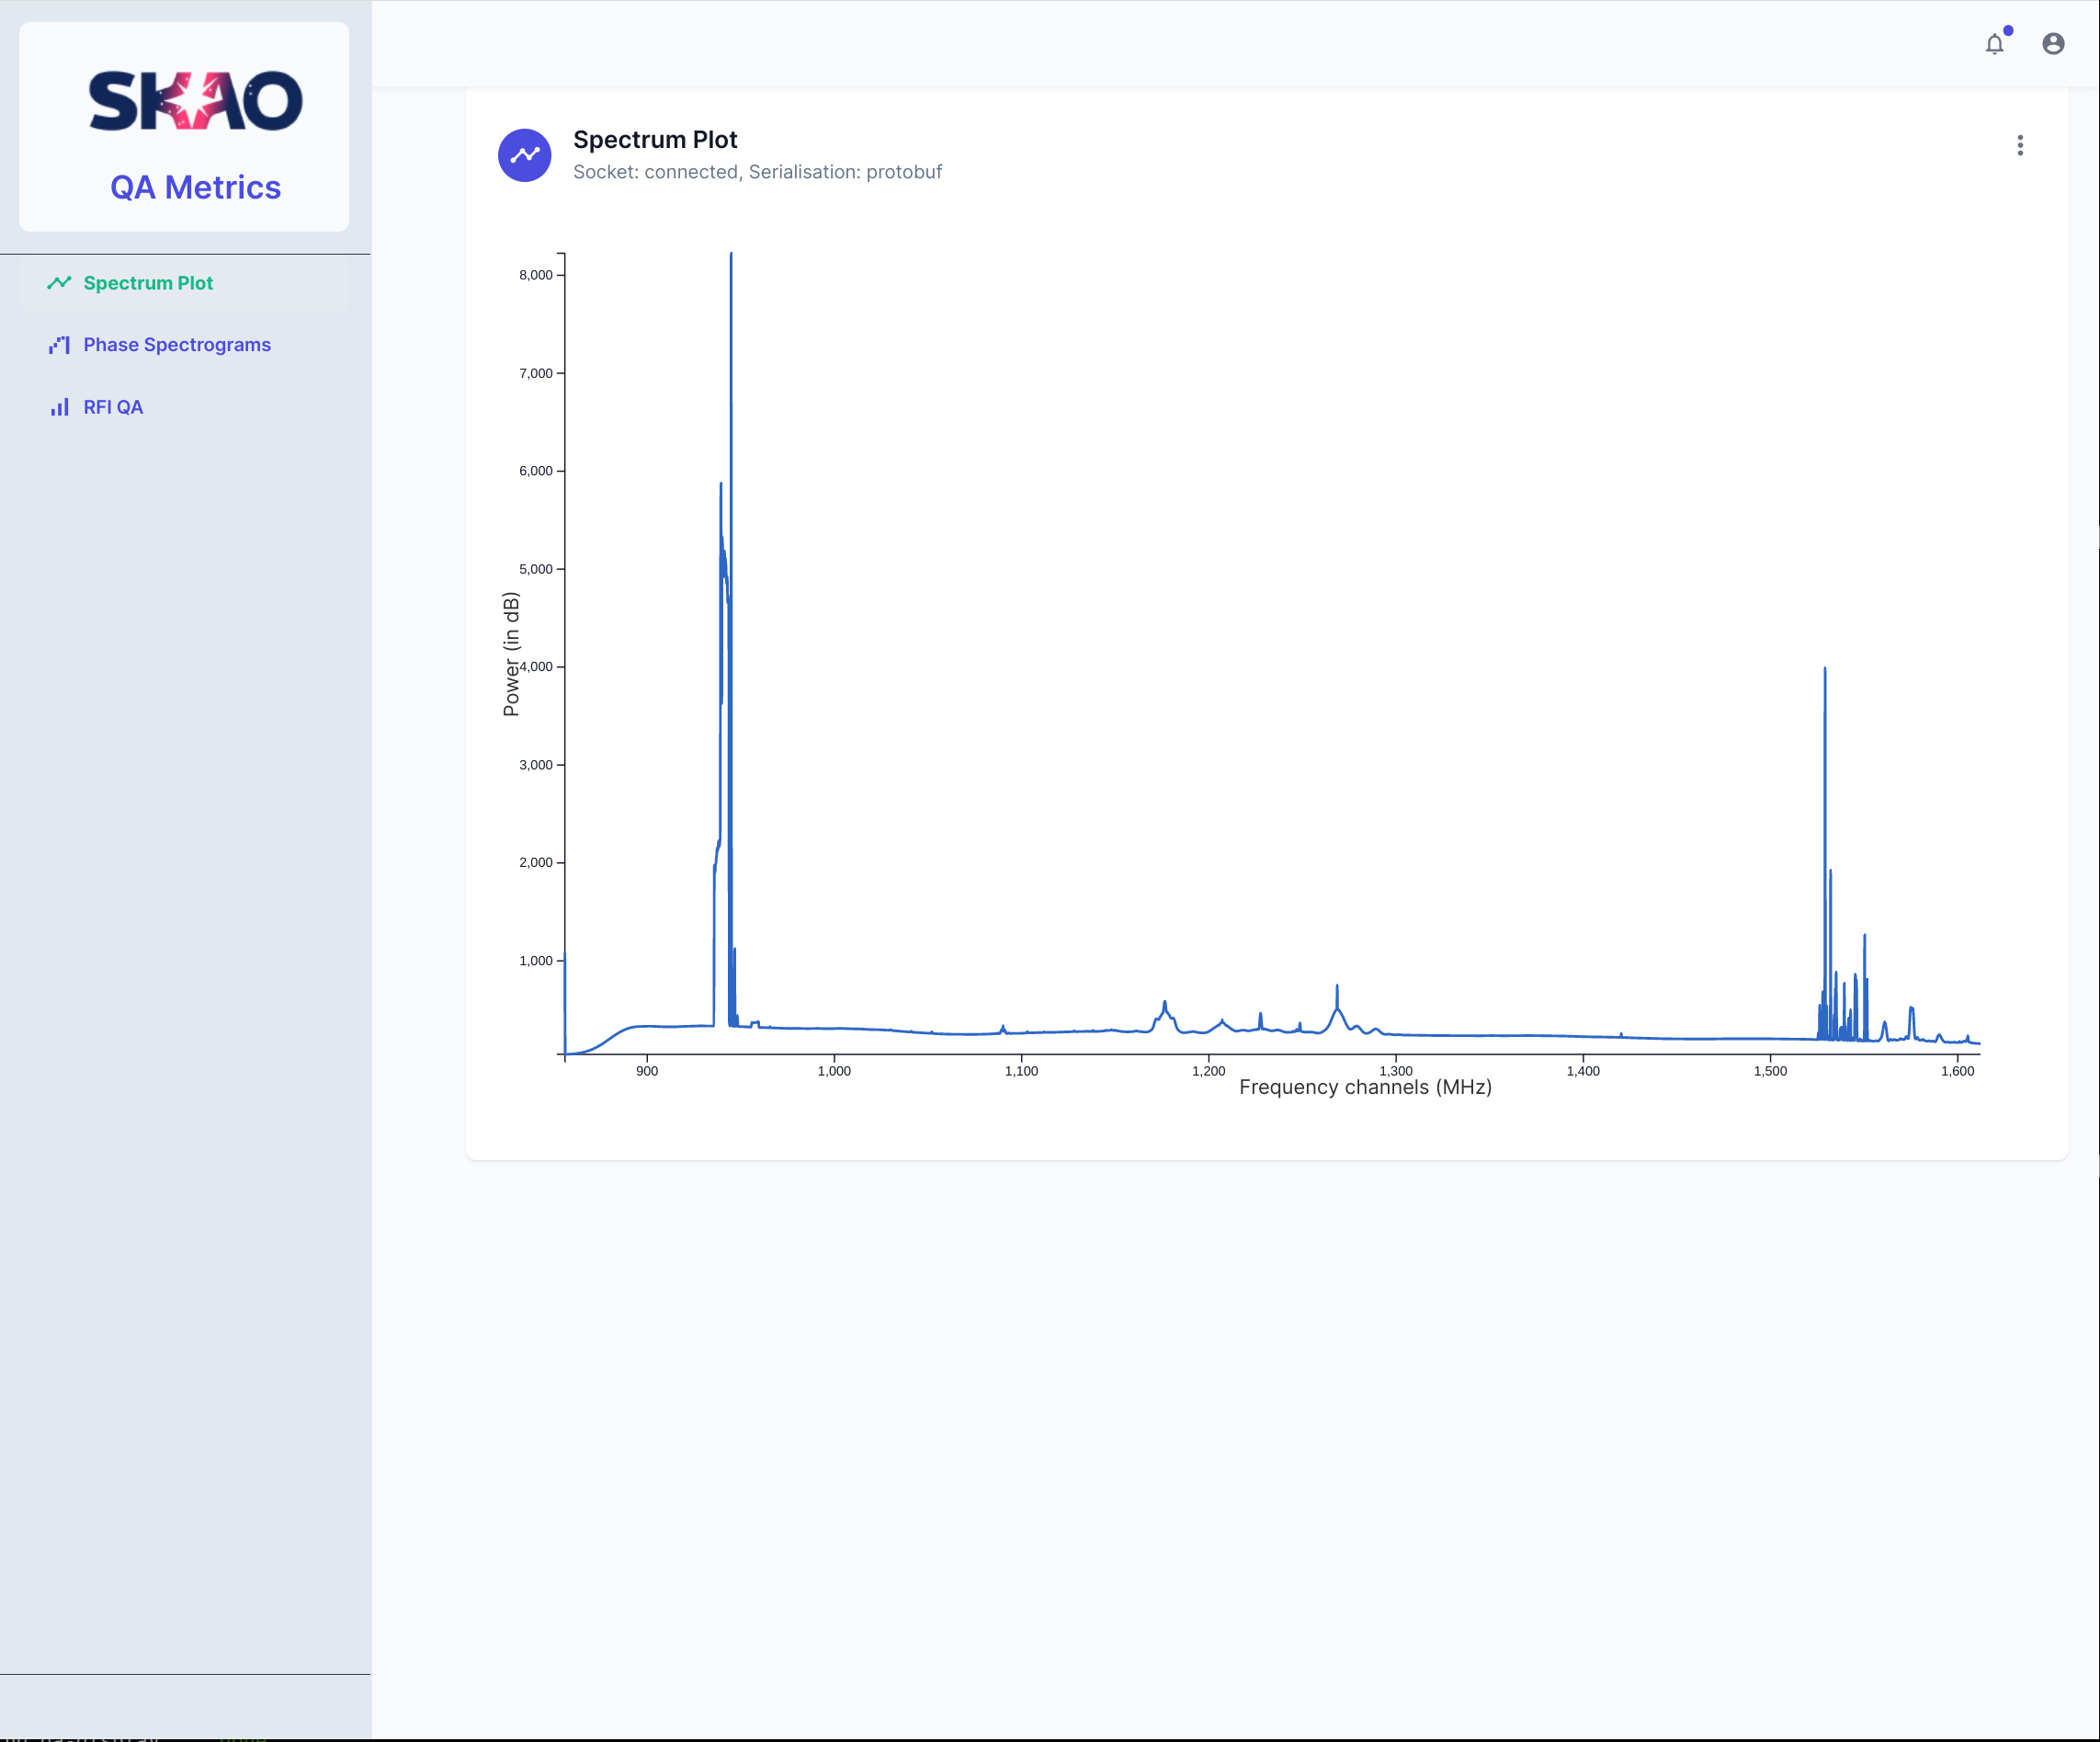 SKAO
QA Metrics
Spectrum Plot
Phase Spectrograms
RFI QA
Spectrum Plot
Socket: connected, Serialisation: protobuf
8,000
7,000
6,000
5,000
4,000
3,000
2,000
1,000
Power (in dB)
900
1,000
1,100
1,200
1,300
1,400
1,500
1,600
Frequency channels (MHz)